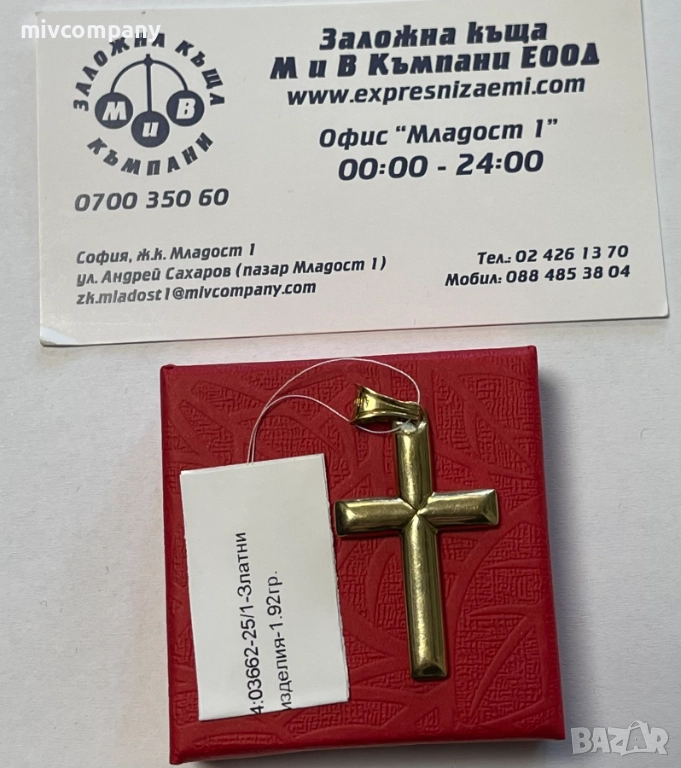 mivcompany
ЗАЛОЖНА КЪЩА
М и В
КЪМПАНИ
0700 350 60
Заложна къща
М и В Къмпани ЕООД
www.expresnizaemi.com
Офис "Младост 1"
00:00 - 24:00
София, ж.к. Младост 1
ул. Андрей Сахаров (пазар Младост 1)
zk.mladost1@mivcompany.com
Тел.: 02 426 13 70
Мобил: 088 485 38 04
4:03662-25/1-Златни
изделия-1.92гр.
BAZAR